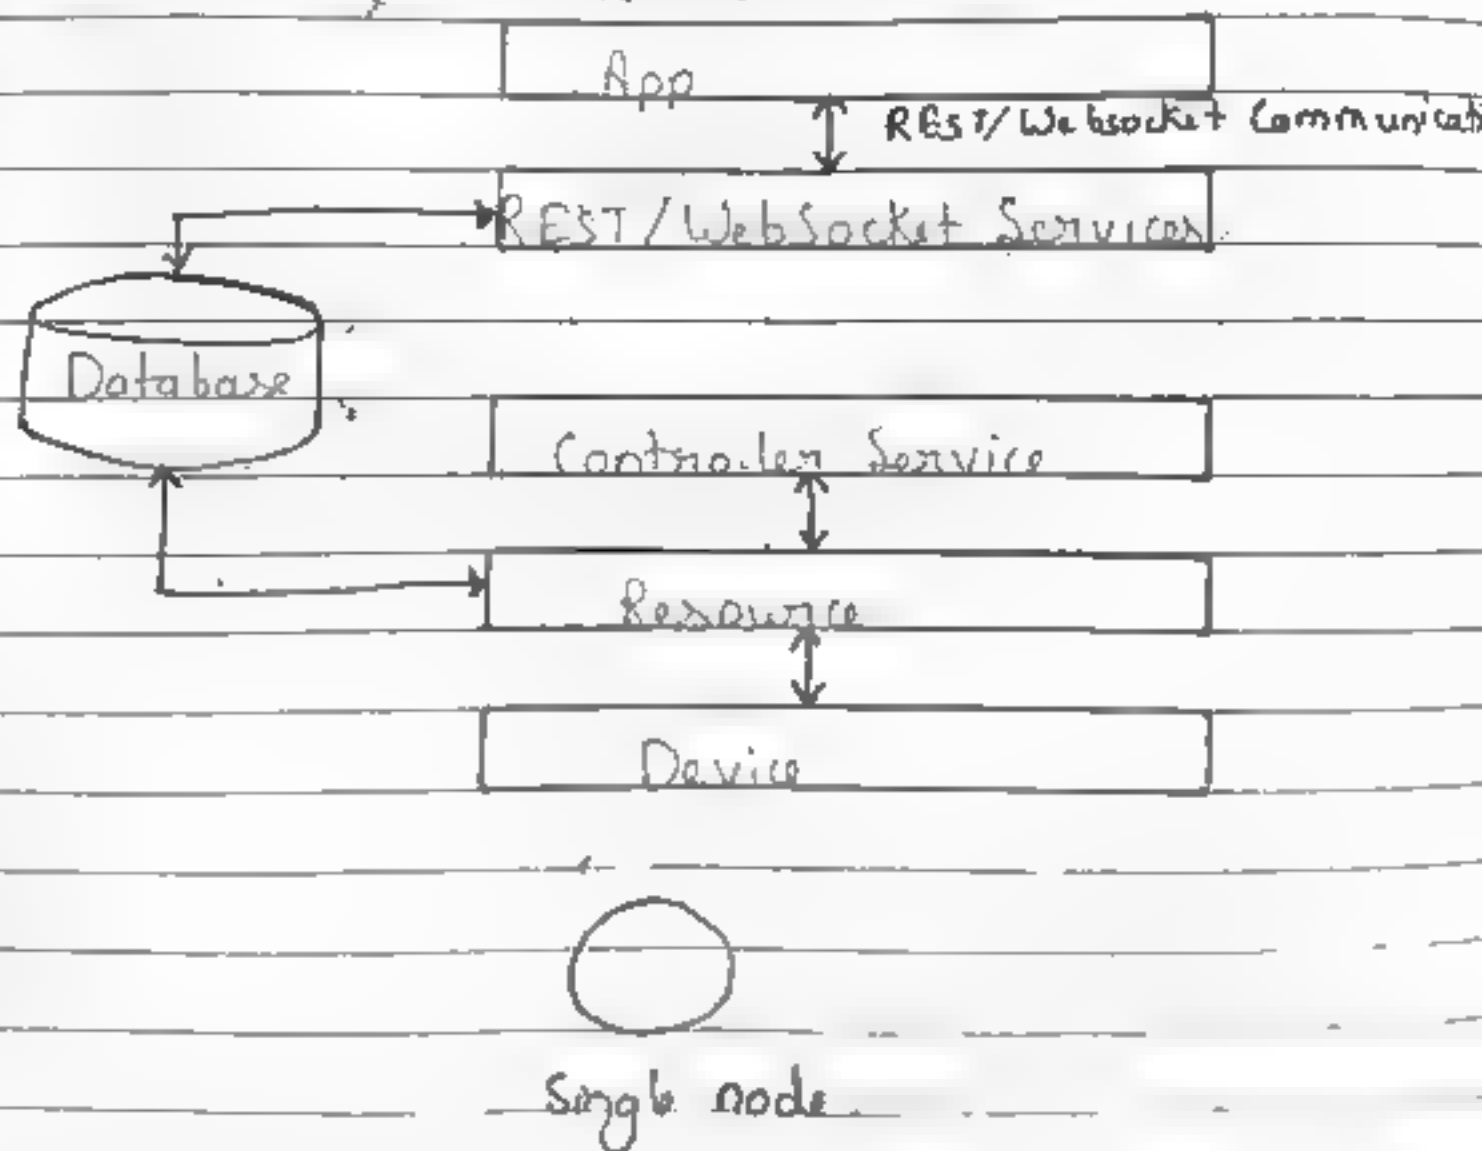 App
REST/Websocket Communicati
REST/WebSocket Services
Database
Controller Service
Resource
Device
Single node